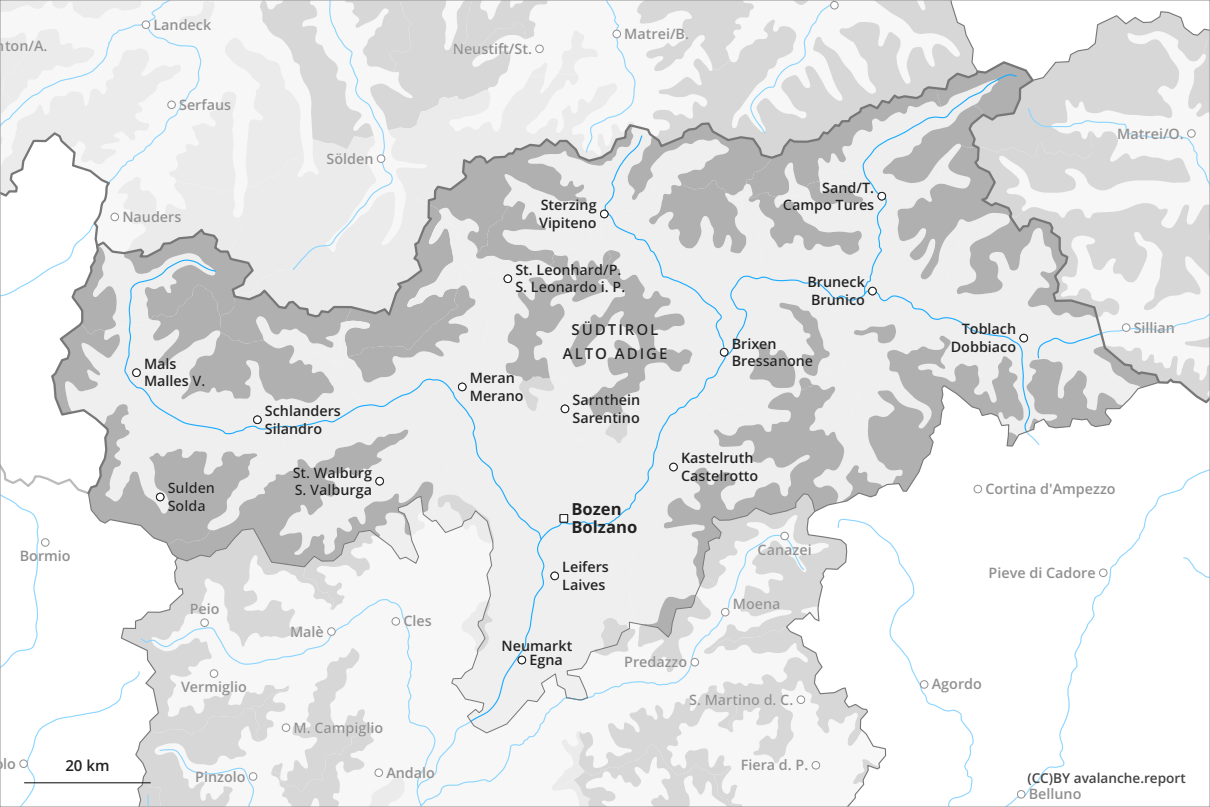 Landeck
nton/A.
Neustift/St.
Matrei/B.
Serfaus
Matrei/O.
Sölden
Sand/T.
Campo Tures
Nauders
Sterzing
Vipiteno
St. Leonhard/P.
S. Leonardo i. P.
Bruneck
Brunico
SÜDTIROL
ALTO ADIGE
Toblach
Dobbiaco
Sillian
Brixen
Bressanone
Mals
Malles V.
Meran
Merano
Sarnthein
Sarentino
Schlanders
Silandro
St. Walburg
S. Valburga
Kastelruth
Castelrotto
Sulden
Solda
Cortina d'Ampezzo
Bozen
Bolzano
Bormio
Canazei
Leifers
Laives
Pieve di Cadore
Peio
Moena
Malè
Cles
Neumarkt
Egna
Predazzo
Vermiglio
Agordo
S. Martino d. C.
M. Campiglio
20 km
olo
Pinzolo
Andalo
Fiera d. P.
(CC)BY avalanche.report
Belluno